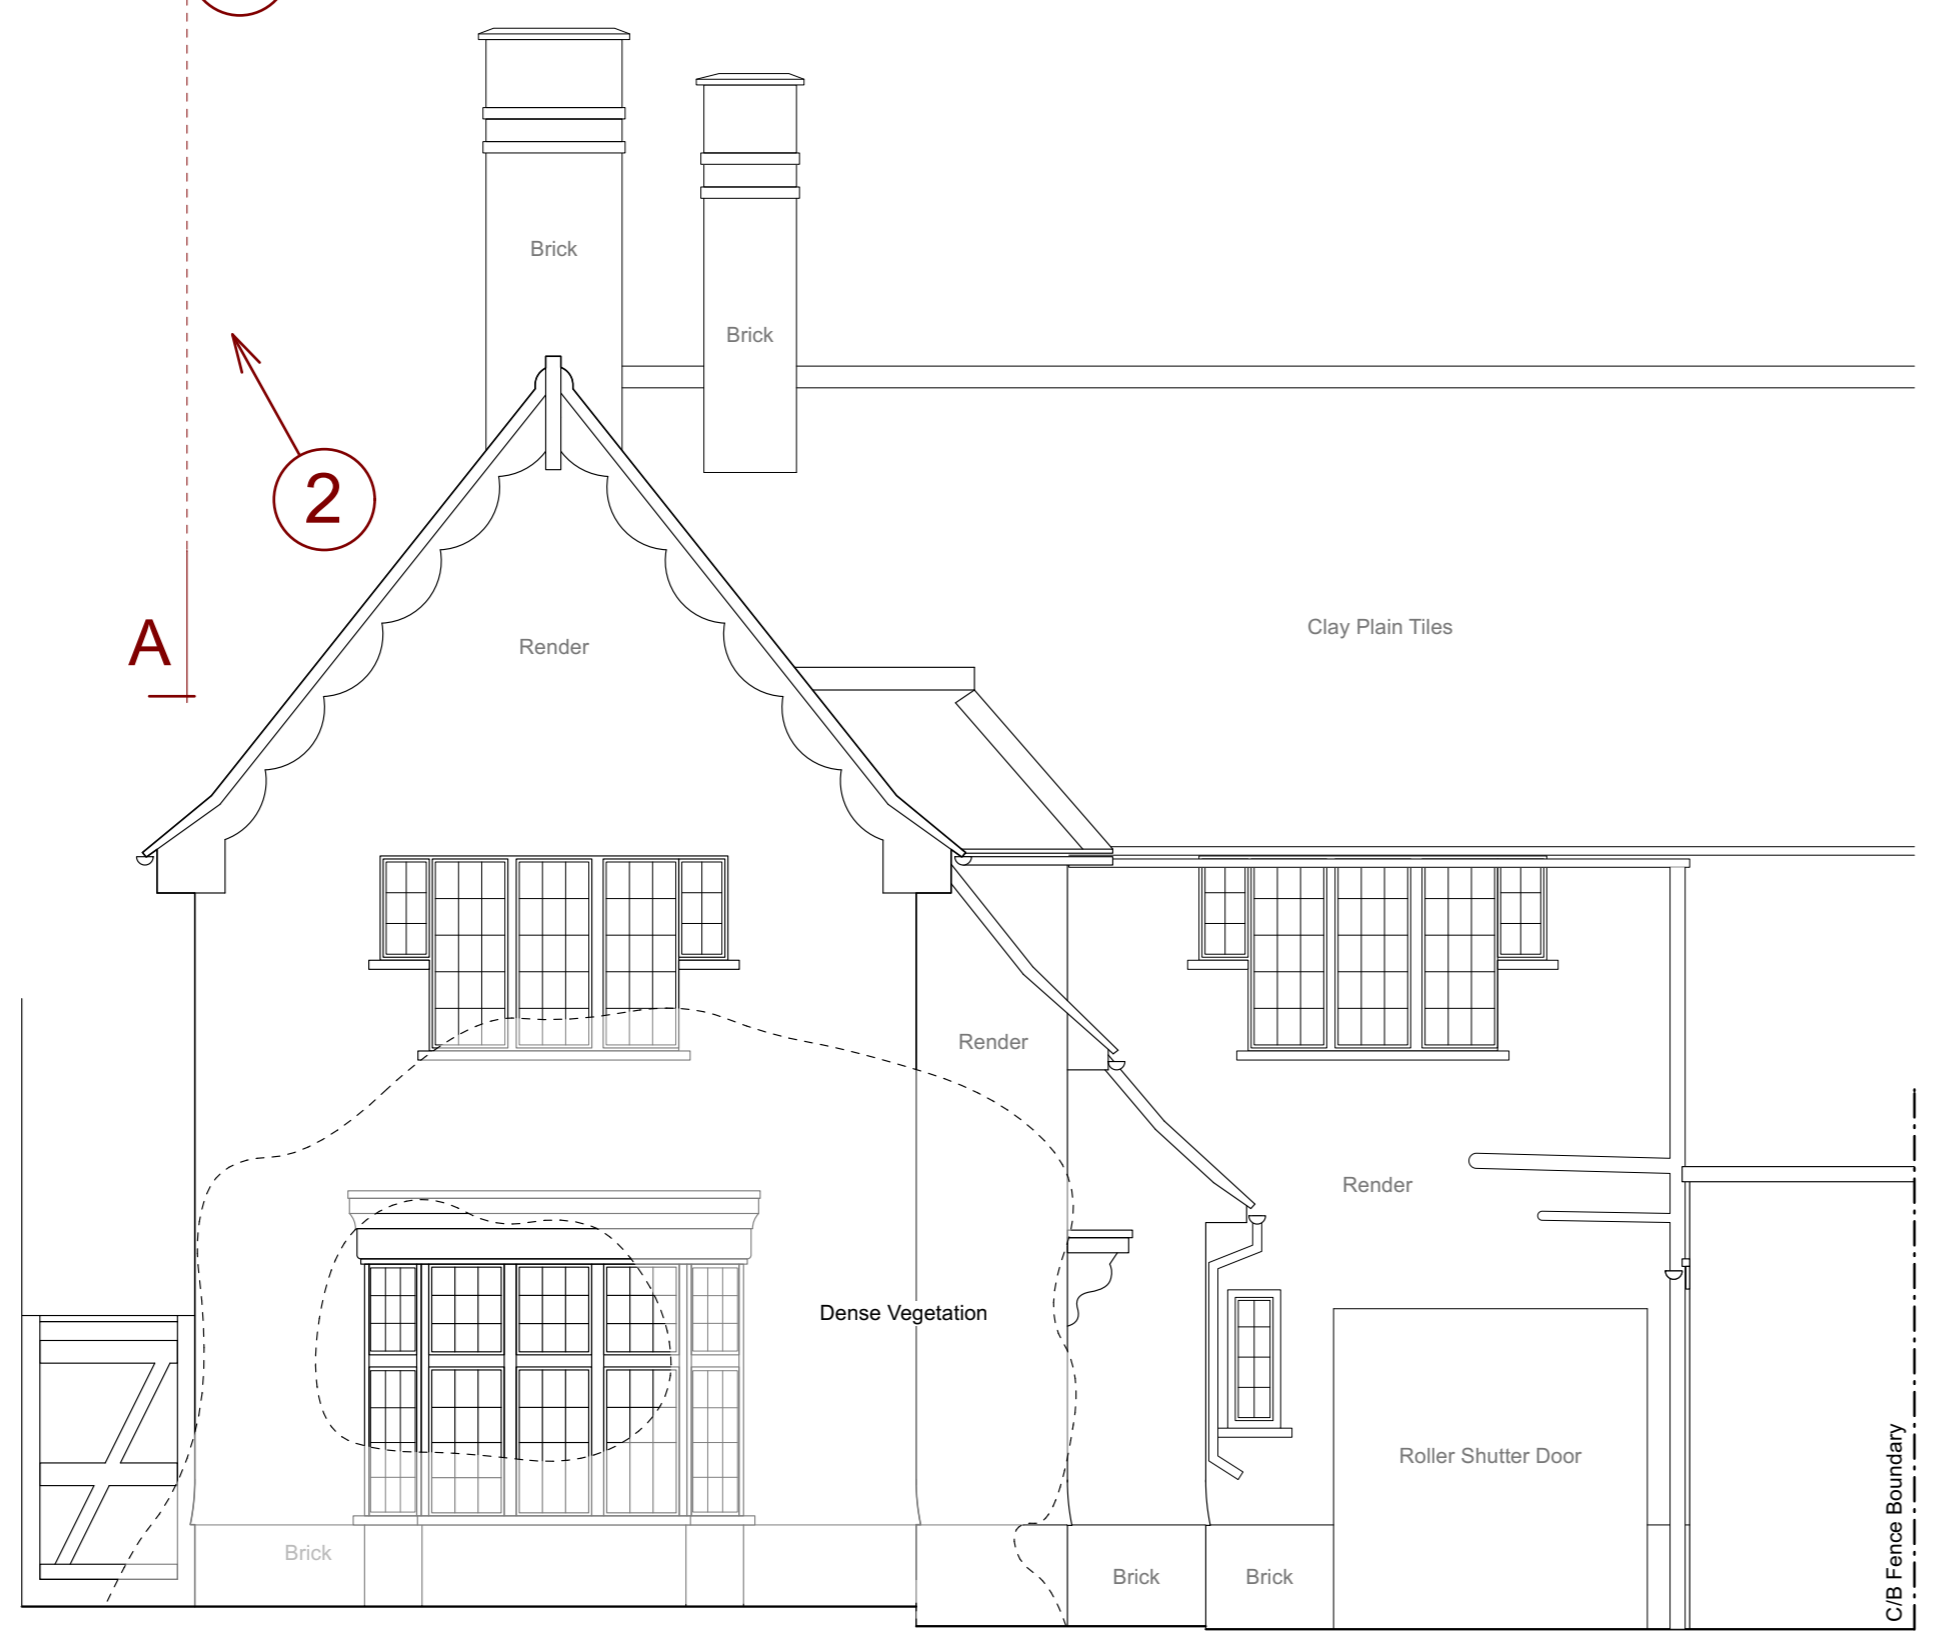 Brick
Brick
2
A
Render
Clay Plain Tiles
Render
Render
Dense Vegetation
Roller Shutter Door
Brick
Brick
Brick
C/B Fence Boundary